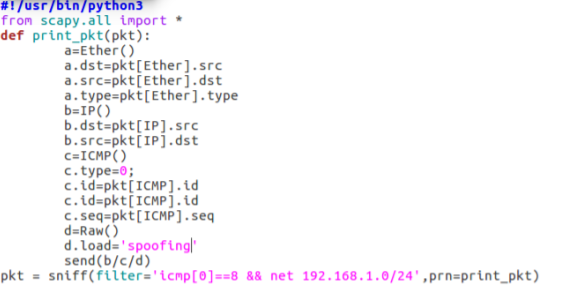 #!/usr/bin/python3
from scapy.all import *
def print_pkt(pkt):
        a=Ether()
        a.dst=pkt[Ether].src
        a.src=pkt[Ether].dst
        a.type=pkt[Ether].type
        b=IP()
        b.dst=pkt[IP].src
        b.src=pkt[IP].dst
        c=ICMP()
        c.type=0;
        c.id=pkt[ICMP].id
        c.id=pkt[ICMP].id
        c.seq=pkt[ICMP].seq
        d=Raw()
        d.load='spoofing'
        send(b/c/d)
pkt = sniff(filter='icmp[0]==8 && net 192.168.1.0/24',prn=print_pkt)